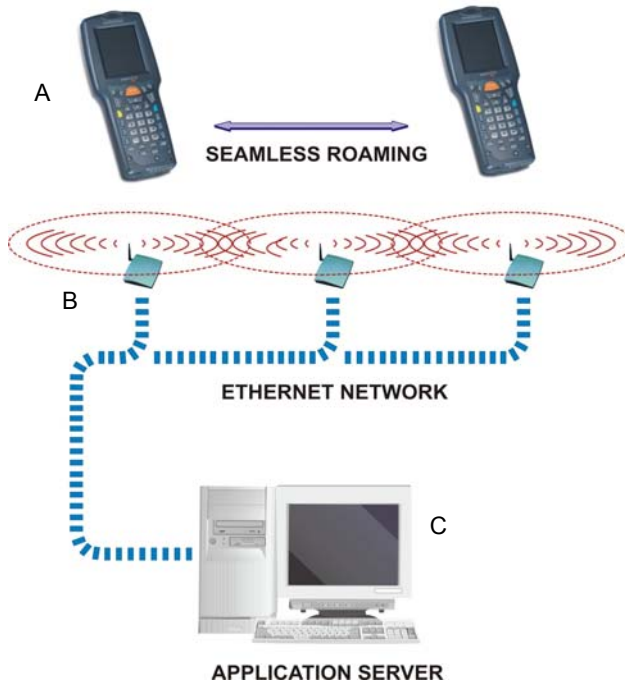 A
SEAMLESS ROAMING
B
ETHERNET NETWORK
C
APPLICATION SERVER